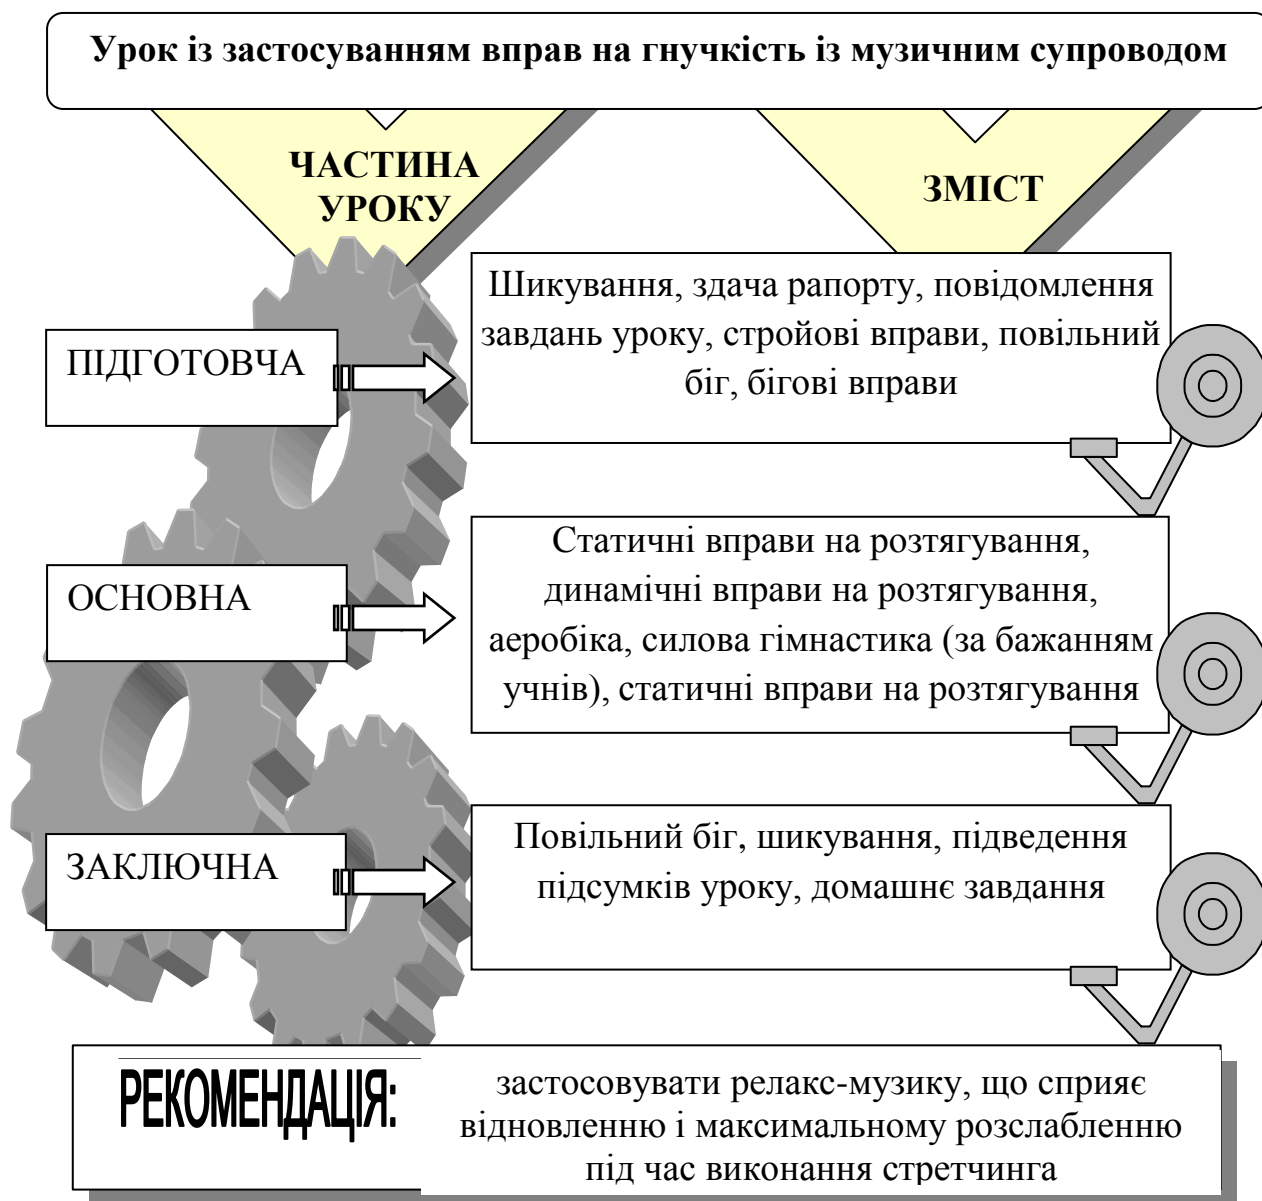 Урок із застосуванням вправ на гнучкість із музичним супроводом
ЧАСТИНА
УРОКУ
ЗМІСТ
ПІДГОТОВЧА
Шикування, здача рапорту, повідомлення
завдань уроку, стройові вправи, повільний
біг, бігові вправи
ОСНОВНА
Статичні вправи на розтягування,
динамічні вправи на розтягування,
аеробіка, силова гімнастика (за бажанням
учнів), статичні вправи на розтягування
ЗАКЛЮЧНА
Повільний біг, шикування, підведення
підсумків уроку, домашнє завдання
РЕКОМЕНДАЦІЯ:
застосовувати релакс-музику, що сприяє
відновленню і максимальному розслабленню
під час виконання стретчинга